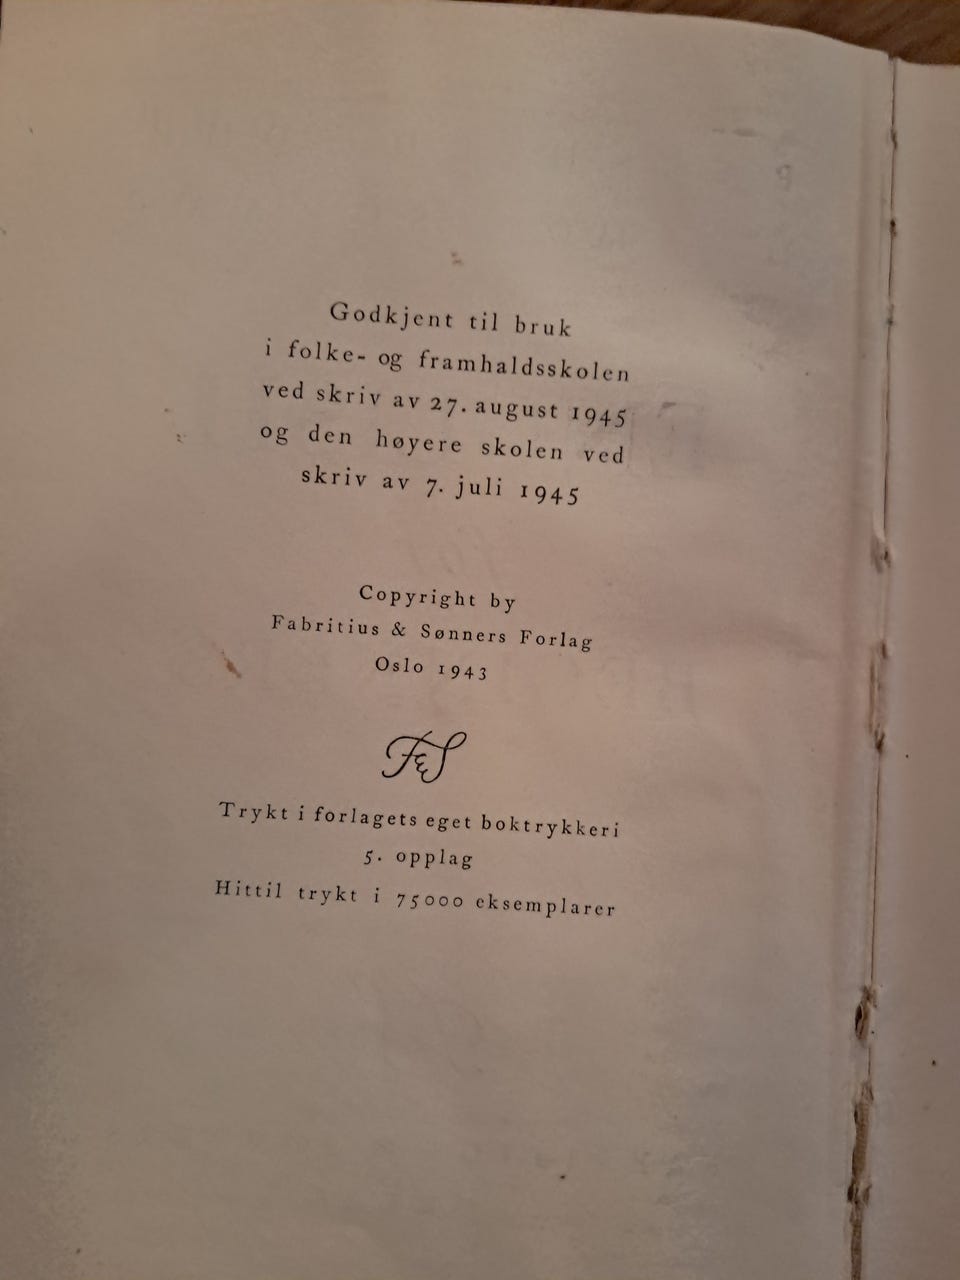 Godkjent til bruk
i folke- og framhaldsskolen
ved skriv av 27. august 1945
og den høyere skolen ved
skriv av 7. juli 1945
Copyright by
Fabritius & Sønners Forlag
Oslo 1943
F&S
Trykt i forlagets eget boktrykkeri
5. opplag
Hittil trykt i 75000 eksemplarer